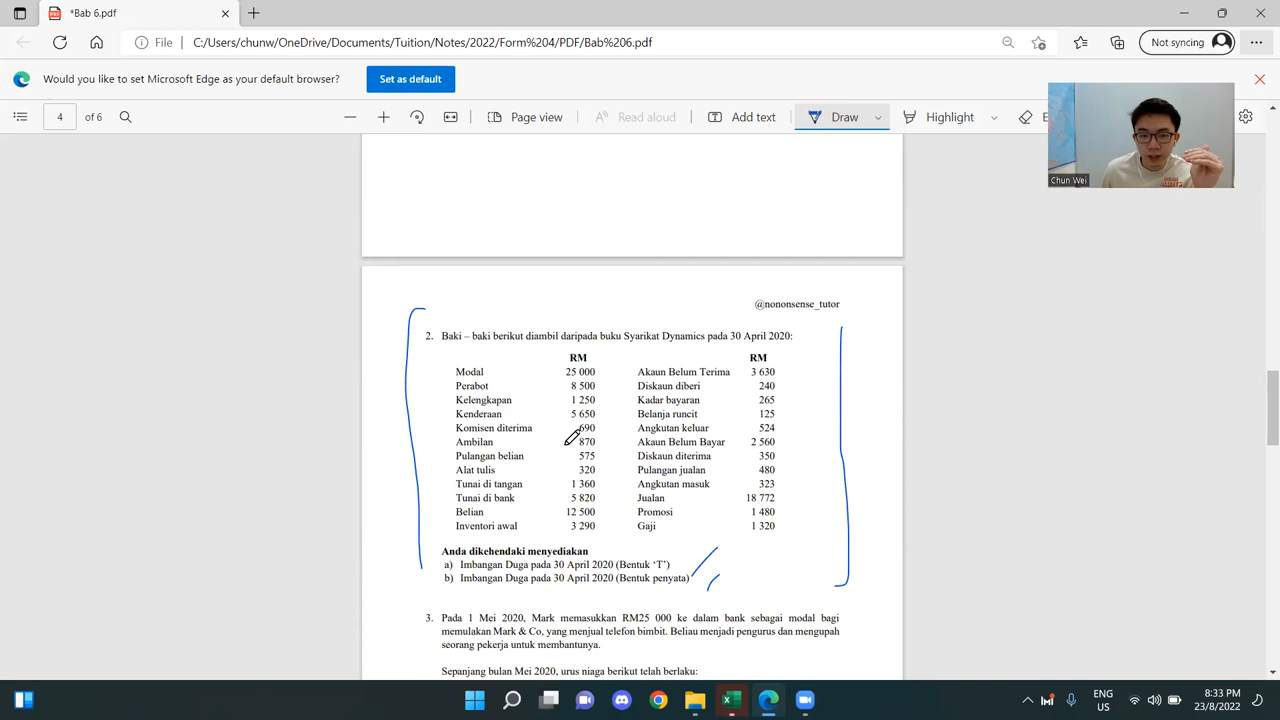 *Bab 6.pdf
File
C:/Users/chunw/OneDrive/Documents/Tuition/Notes/2022/Form%204/PDF/Bab%206.pdf
Not syncing
Would you like to set Microsoft Edge as your default browser?
Set as default
4 of 6
Page view
Read aloud
Add text
Draw
Highlight
Chun Wei
@nononsense_tutor
2. Baki – baki berikut diambil daripada buku Syarikat Dynamics pada 30 April 2020:
RM RM
Modal 25 000 Akaun Belum Terima 3 630
Perabot 8 500 Diskaun diberi 240
Kelengkapan 1 250 Kadar bayaran 265
Kenderaan 5 650 Belanja runcit 125
Komisen diterima 690 Angkutan keluar 524
Ambilan 870 Akaun Belum Bayar 2 560
Pulangan belian 575 Diskaun diterima 350
Alat tulis 320 Pulangan jualan 480
Tunai di tangan 1 360 Angkutan masuk 323
Tunai di bank 5 820 Jualan 18 772
Belian 12 500 Promosi 1 480
Inventori awal 3 290 Gaji 1 320
Anda dikehendaki menyediakan
a) Imbangan Duga pada 30 April 2020 (Bentuk ‘T’)
b) Imbangan Duga pada 30 April 2020 (Bentuk penyata)
3. Pada 1 Mei 2020, Mark memasukkan RM25 000 ke dalam bank sebagai modal bagi
memulakan Mark & Co, yang menjual telefon bimbit. Beliau menjadi pengurus dan mengupah
seorang pekerja untuk membantunya.
Sepanjang bulan Mei 2020, urus niaga berikut telah berlaku:
ENG
US
8:33 PM
23/8/2022